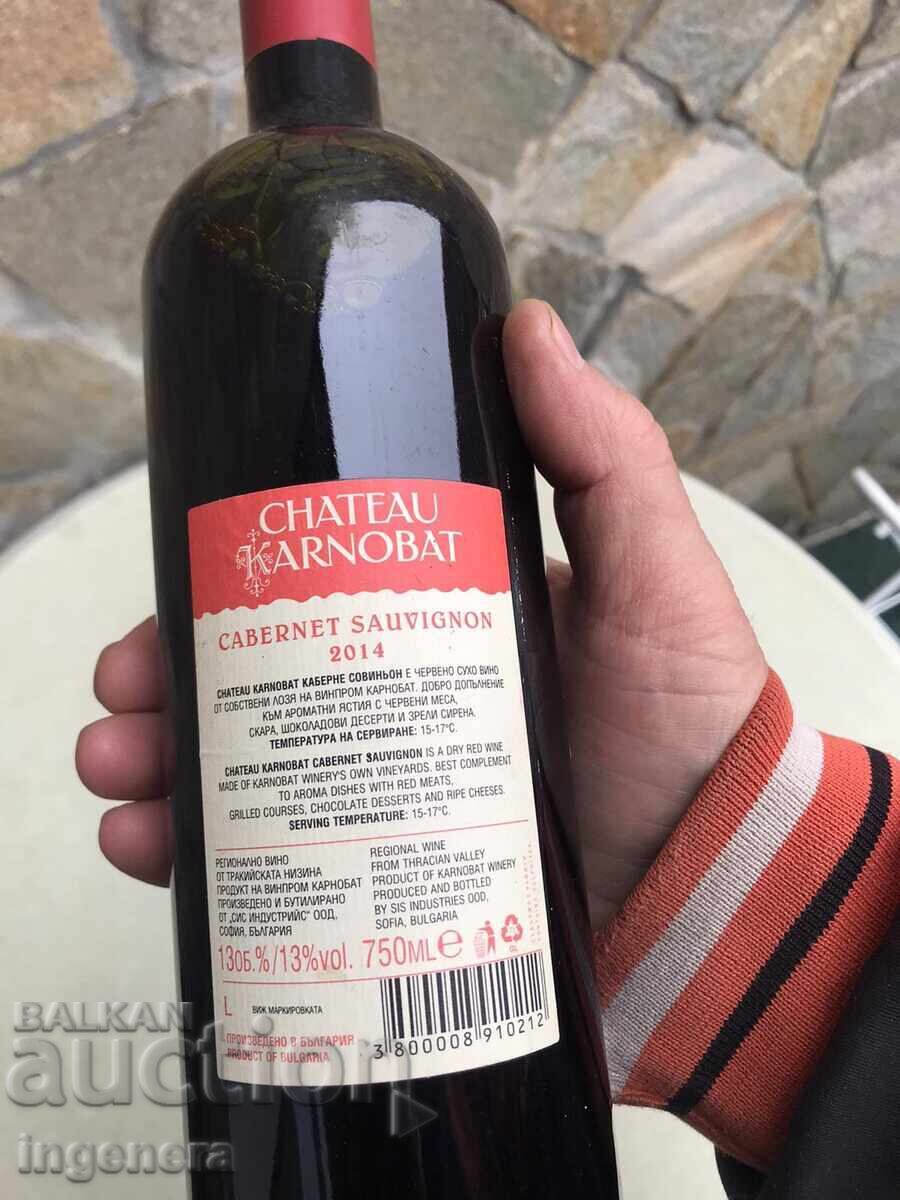 CHATEAU
KARNOBAT
CABERNET SAUVIGNON
2014
CHATEAU KARNOBAT КАБЕРНЕ СОВИНЬОН Е ЧЕРВЕНО СУХО ВИНО
ОТ СОБСТВЕНИ ЛОЗЯ НА ВИНПРОМ КАРНОБАТ. ДОБРО ДОПЪЛНЕНИЕ
КЪМ АРОМАТНИ ЯСТИЯ С ЧЕРВЕНИ МЕСА,
СКАРА, ШОКОЛАДОВИ ДЕСЕРТИ И ЗРЕЛИ СИРЕНА.
ТЕМПЕРАТУРА НА СЕРВИРАНЕ: 15-17°C.
CHATEAU KARNOBAT CABERNET SAUVIGNON IS A DRY RED WINE
MADE OF KARNOBAT WINERY'S OWN VINEYARDS. BEST COMPLEMENT
TO AROMA DISHES WITH RED MEATS,
GRILLED COURSES, CHOCOLATE DESSERTS AND RIPE CHEESES.
SERVING TEMPERATURE: 15-17°C.
РЕГИОНАЛНО ВИНО
ОТ ТРАКИЙСКАТА НИЗИНА
ПРОДУКТ НА ВИНПРОМ КАРНОБАТ
ПРОИЗВЕДЕНО И БУТИЛИРАНО
ОТ „СИС ИНДУСТРИЙС" ООД,
СОФИЯ, БЪЛГАРИЯ
REGIONAL WINE
FROM THRACIAN VALLEY
PRODUCT OF KARNOBAT WINERY
PRODUCED AND BOTTLED
BY SIS INDUSTRIES OOD,
SOFIA, BULGARIA
13ОБ.%/13%vol. 750ML e
GL
L ВИЖ МАРКИРОВКАТА
ПРОИЗВЕДЕНО В БЪЛГАРИЯ
PRODUCT OF BULGARIA
3 800008 910212
BALKAN
auction
ingenera